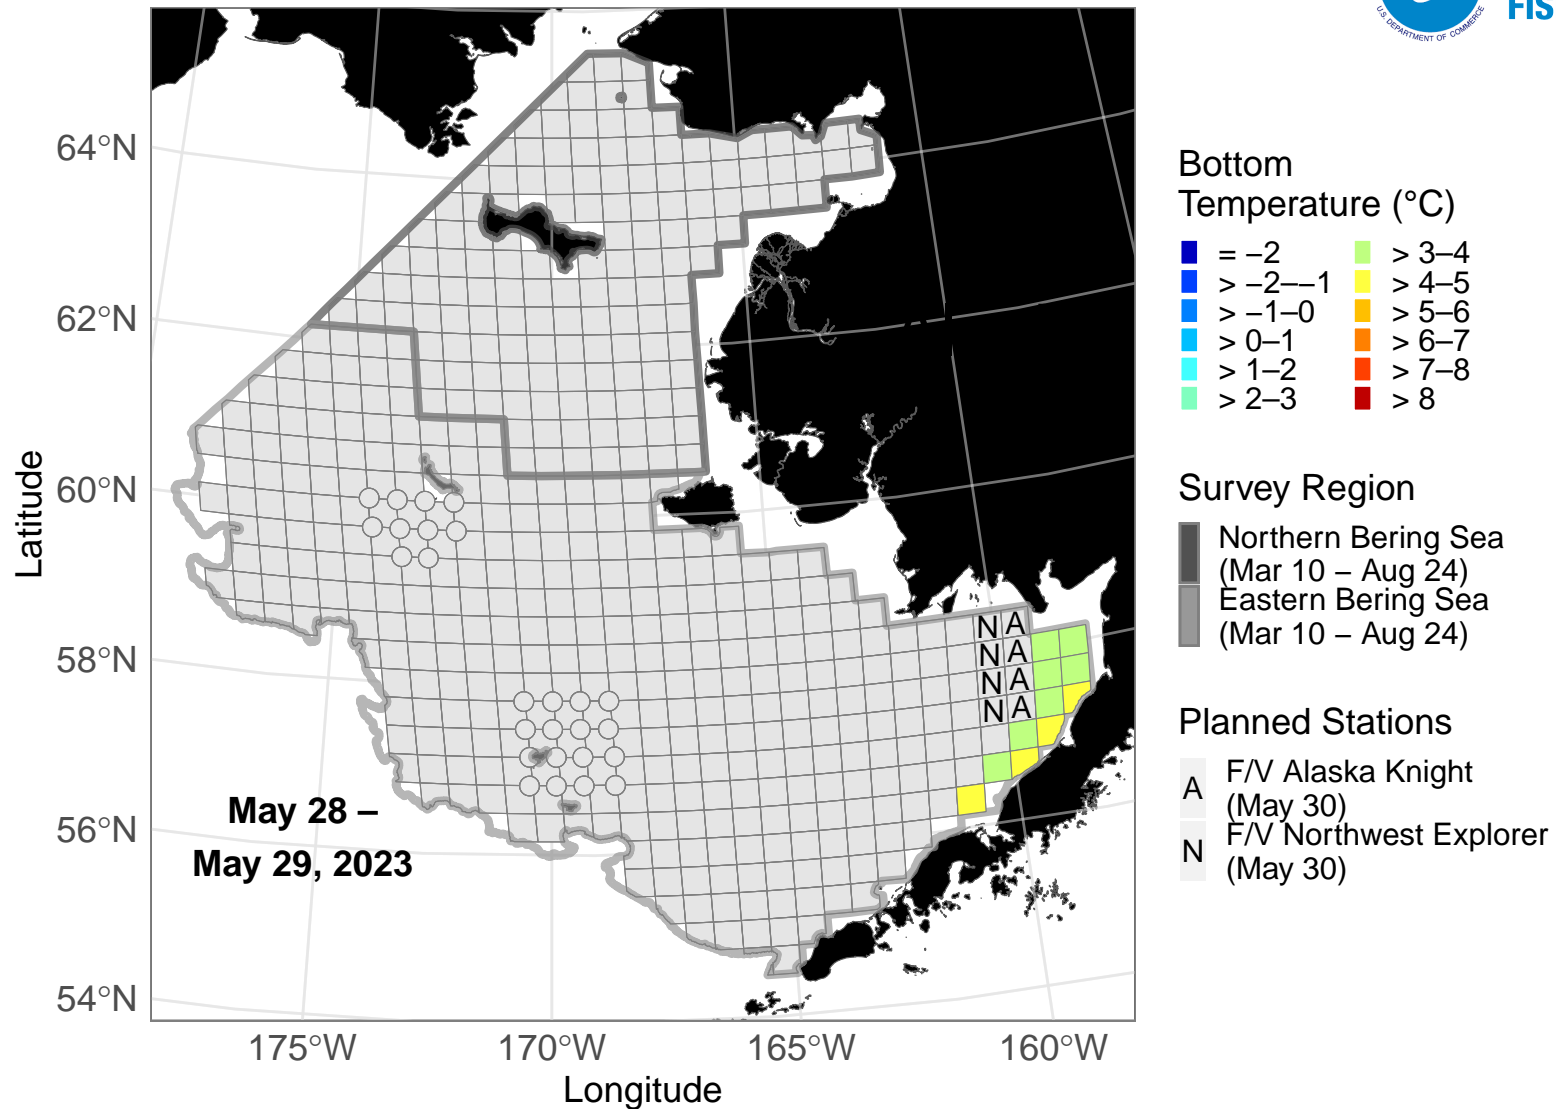 U.S. DEPARTMENT OF COMMERCE
FIS
64°N
62°N
60°N
58°N
56°N
54°N
Latitude
175°W
170°W
165°W
160°W
Longitude
May 28 –
May 29, 2023
N A
N A
N A
N A
Bottom
Temperature (°C)
= −2
> −2−−1
> −1−0
> 0−1
> 1−2
> 2−3
> 3−4
> 4−5
> 5−6
> 6−7
> 7−8
> 8
Survey Region
Northern Bering Sea
(Mar 10 − Aug 24)
Eastern Bering Sea
(Mar 10 − Aug 24)
Planned Stations
A
F/V Alaska Knight
(May 30)
N
F/V Northwest Explorer
(May 30)